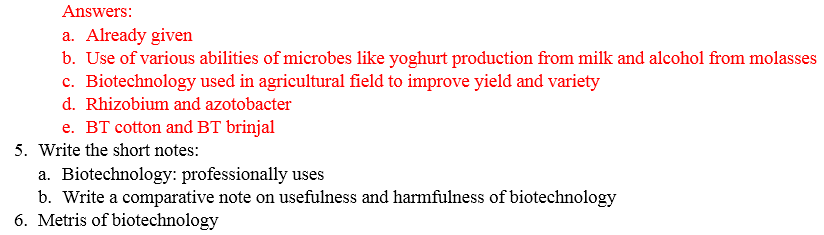 Answers:
a. Already given
b. Use of various abilities of microbes like yoghurt production from milk and alcohol from molasses
c. Biotechnology used in agricultural field to improve yield and variety
d. Rhizobium and azotobacter
e. BT cotton and BT brinjal
5. Write the short notes:
a. Biotechnology: professionally uses
b. Write a comparative note on usefulness and harmfulness of biotechnology
6. Metris of biotechnology